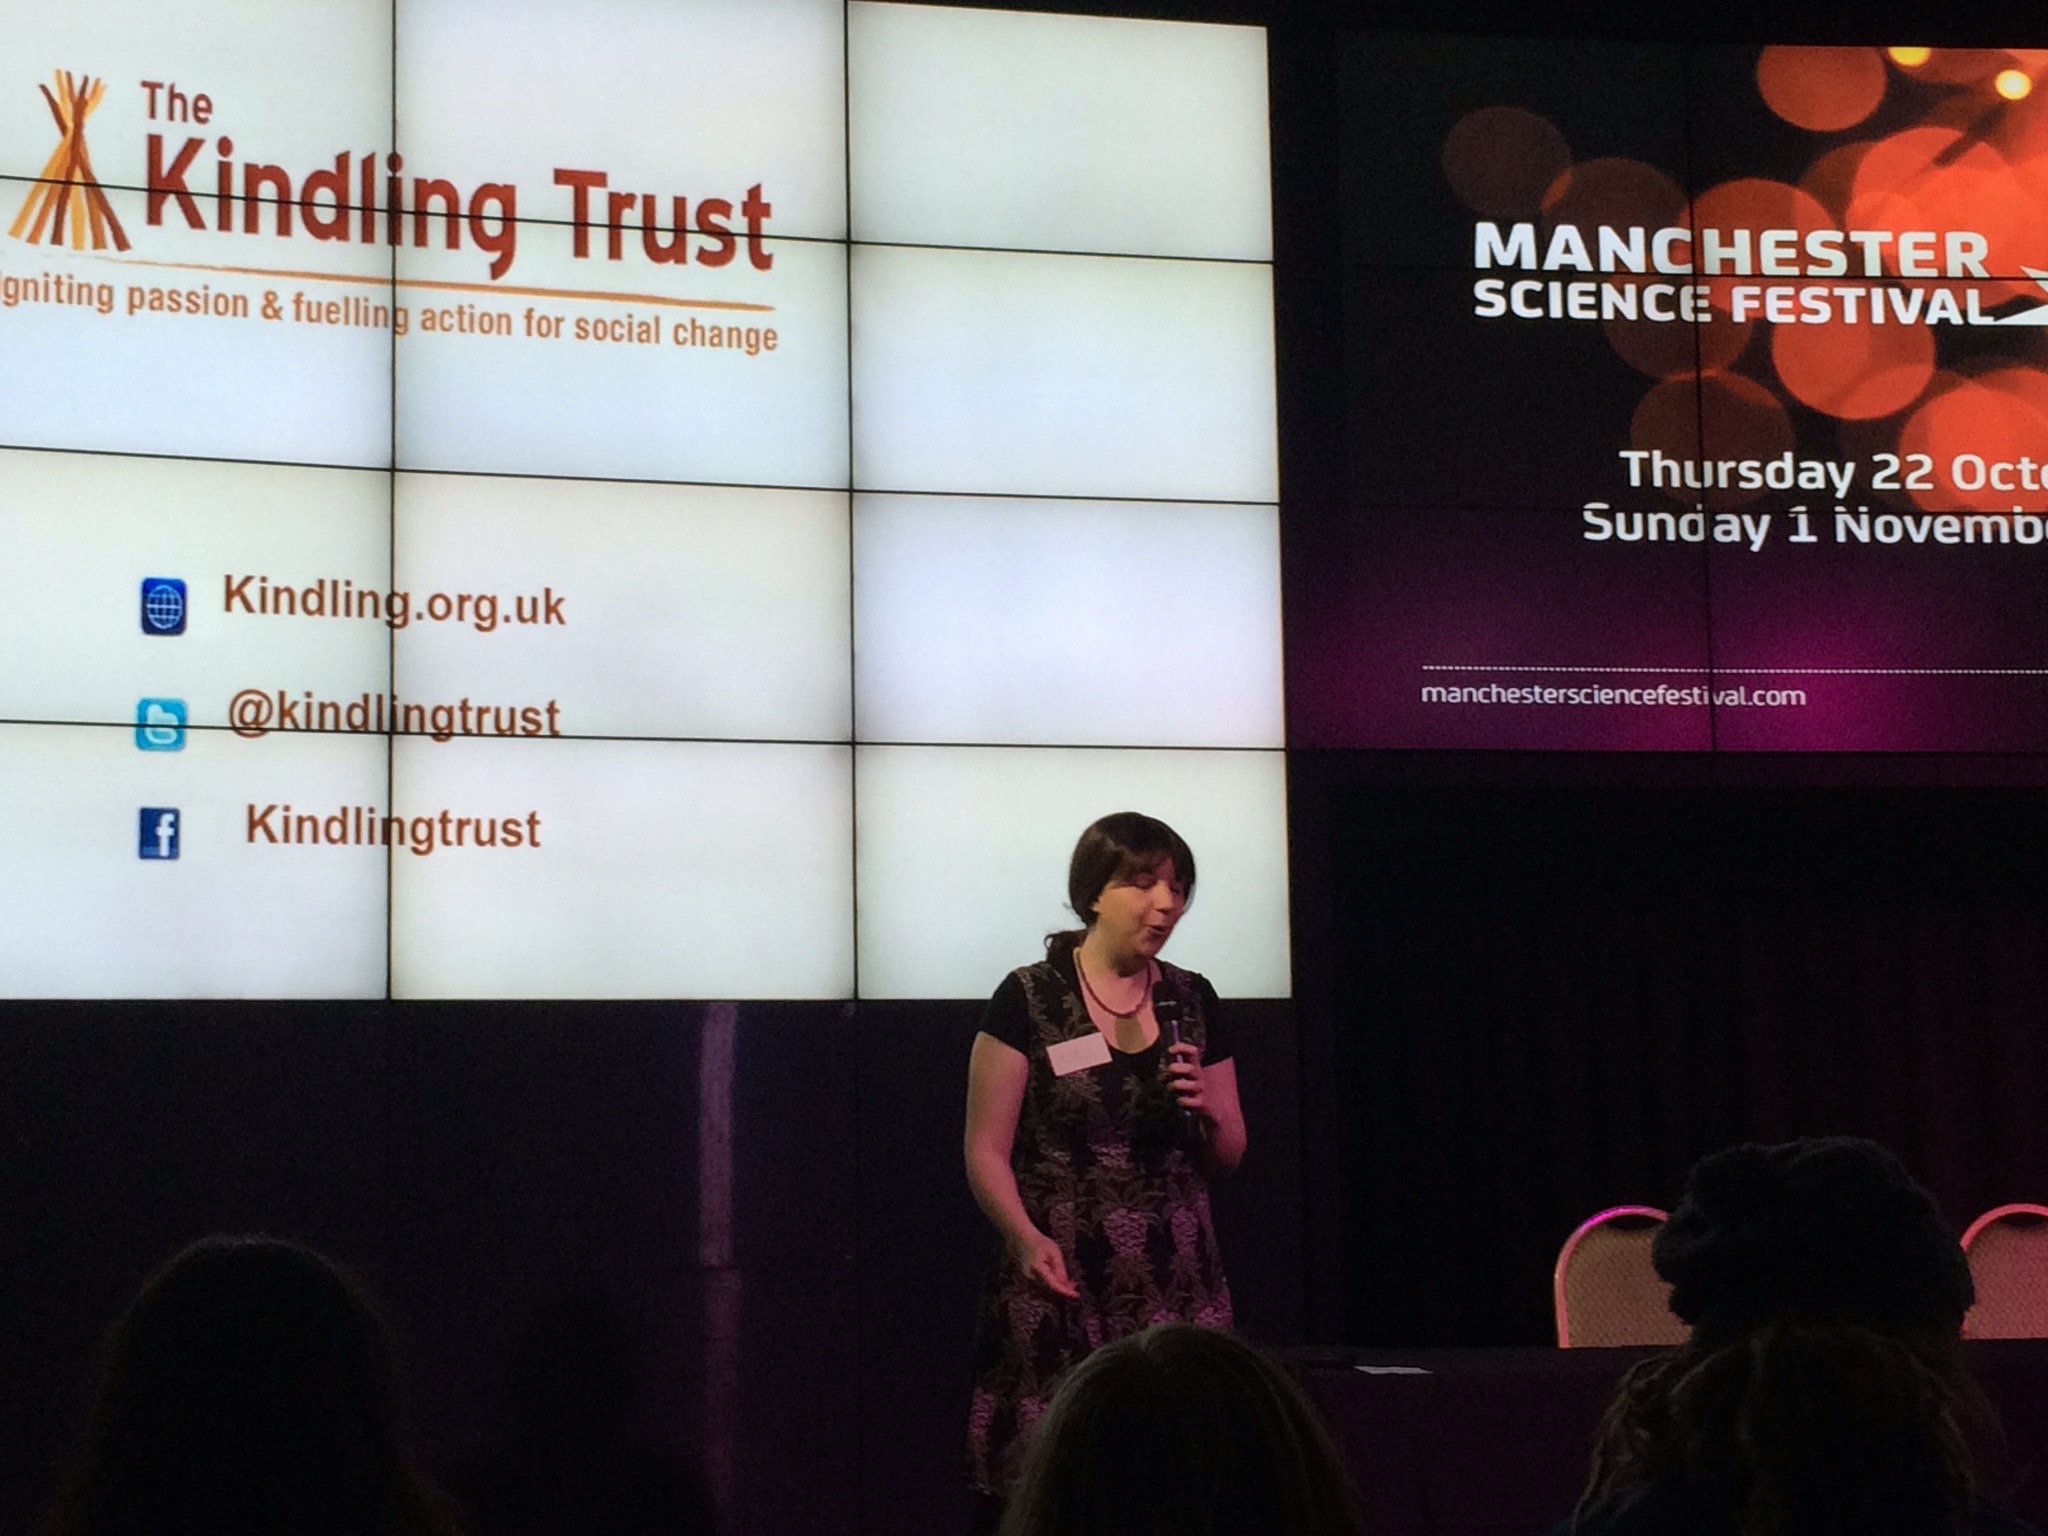 The
Kindling Trust
Igniting passion & fuelling action for social change
Kindling.org.uk
@kindlingtrust
Kindlingtrust
MANCHESTER
SCIENCE FESTIVAL
Thursday 22 Octo
Sunday 1 Novemb
manchestersciencefestival.com